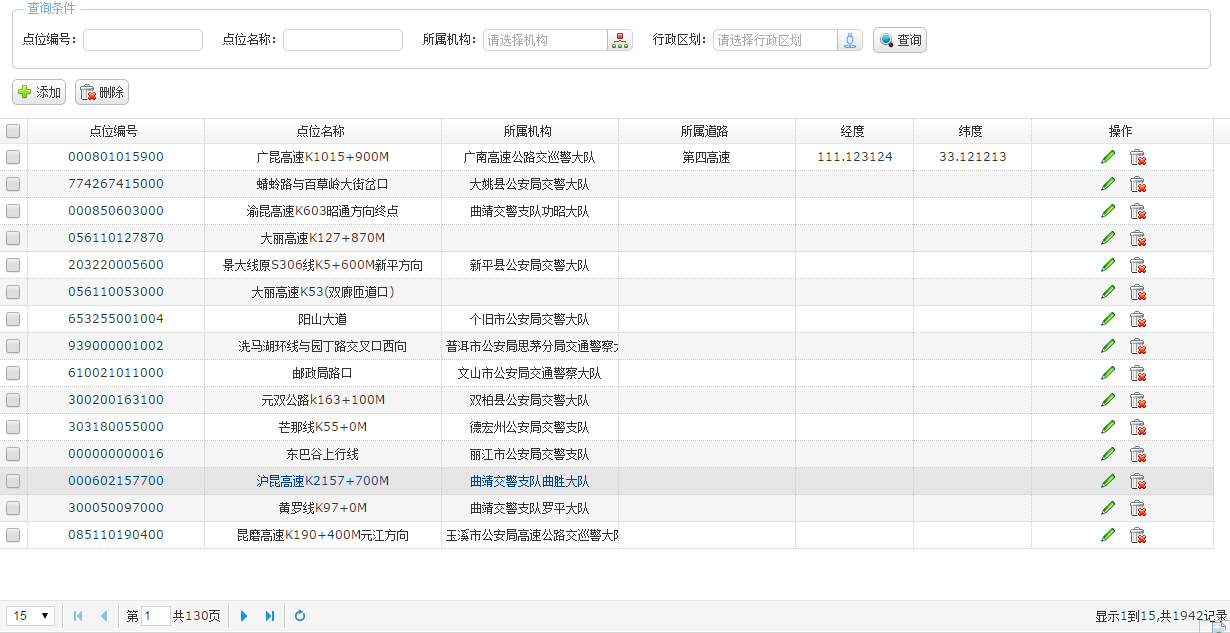 查询条件
点位编号： 点位名称： 所属机构： 请选择机构 行政区划： 请选择行政区划 查询
添加 删除
点位编号 点位名称 所属机构 所属道路 经度 纬度 操作
000801015900 广昆高速K1015+900M 广南高速公路交巡警大队 第四高速 111.123124 33.121213
774267415000 蜻蛉路与百草岭大街岔口 大姚县公安局交警大队
000850603000 渝昆高速K603昭通方向终点 曲靖交警支队功昭大队
056110127870 大丽高速K127+870M
203220005600 景大线原S306线K5+600M新平方向 新平县公安局交警大队
056110053000 大丽高速K53(双廊匝道口)
653255001004 阳山大道 个旧市公安局交警大队
939000001002 洗马湖环线与园丁路交叉口西向 普洱市公安局思茅分局交通警察大
610021011000 邮政局路口 文山市公安局交通警察大队
300200163100 元双公路k163+100M 双柏县公安局交警大队
303180055000 芒那线K55+0M 德宏州公安局交警支队
000000000016 东巴谷上行线 丽江市公安局交警支队
000602157700 沪昆高速K2157+700M 曲靖交警支队曲胜大队
300050097000 黄罗线K97+0M 曲靖交警支队罗平大队
085110190400 昆磨高速K190+400M元江方向 玉溪市公安局高速公路交巡警大队
15 第 1 共130页 显示1到15,共1942记录